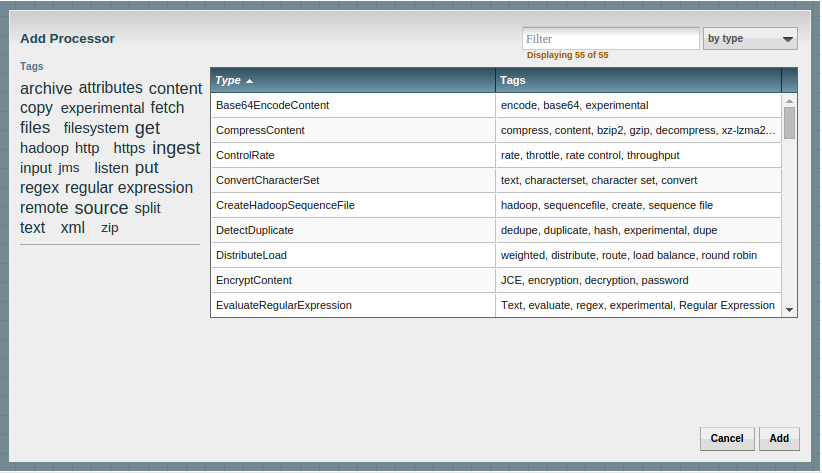 Add Processor
Filter
by type
Displaying 55 of 55
Tags
archive attributes content
copy experimental fetch
files filesystem get
hadoop http https ingest
input jms listen put
regex regular expression
remote source split
text xml zip
Type Tags
Base64EncodeContent encode, base64, experimental
CompressContent compress, content, bzip2, gzip, decompress, xz-lzma2...
ControlRate rate, throttle, rate control, throughput
ConvertCharacterSet text, characterset, character set, convert
CreateHadoopSequenceFile hadoop, sequencefile, create, sequence file
DetectDuplicate dedupe, duplicate, hash, experimental, dupe
DistributeLoad weighted, distribute, route, load balance, round robin
EncryptContent JCE, encryption, decryption, password
EvaluateRegularExpression Text, evaluate, regex, experimental, Regular Expression
Cancel Add